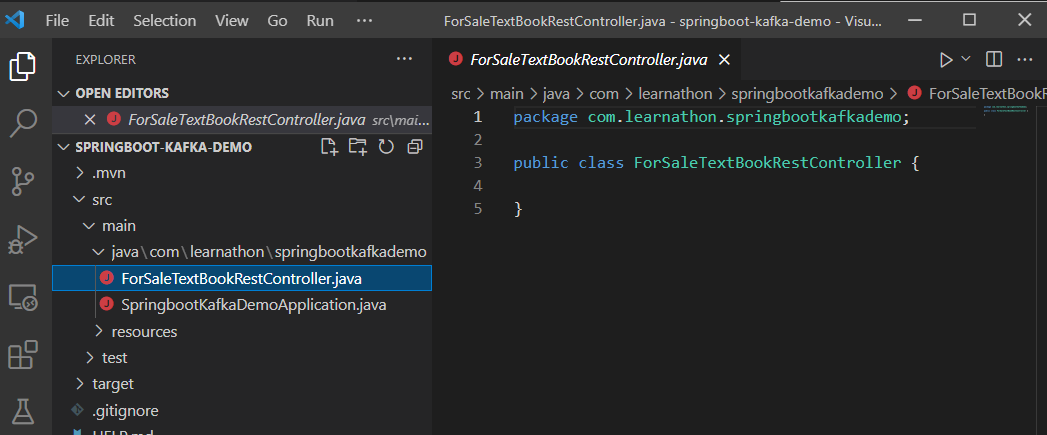 File Edit Selection View Go Run ··· ForSaleTextBookRestController.java - springboot-kafka-demo - Visu...
EXPLORER ···
OPEN EDITORS
ForSaleTextBookRestController.java src\mai...
SPRINGBOOT-KAFKA-DEMO
.mvn
src
main
java\com\learnathon\springbootkafkademo
ForSaleTextBookRestController.java
SpringbootKafkaDemoApplication.java
resources
test
target
.gitignore
HELP.md
ForSaleTextBookRestController.java
src > main > java > com > learnathon > springbootkafkademo > ForSaleTextBookR
1 package com.learnathon.springbootkafkademo;
2
3 public class ForSaleTextBookRestController {
4
5 }